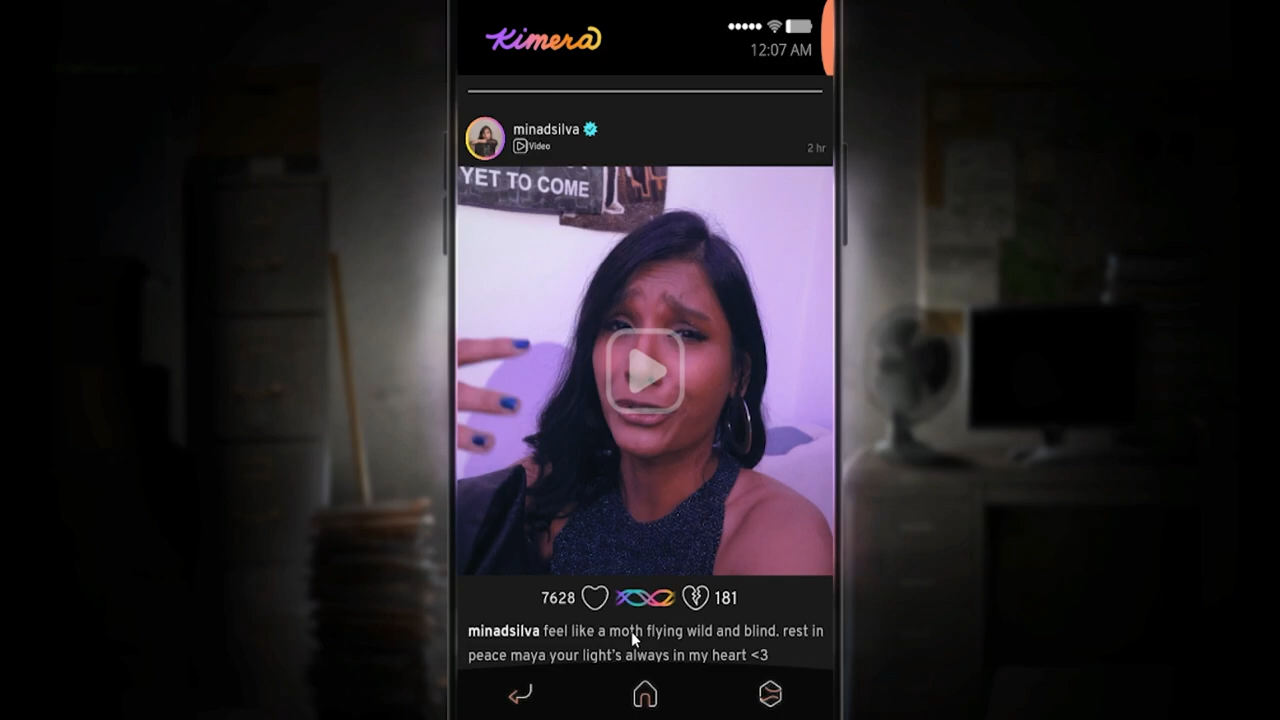 Kimera
12:07 AM
minadsilva
Video
2 hr
YET TO COME
7628
181
minadsilva feel like a moth flying wild and blind. rest in
peace maya your light's always in my heart <3